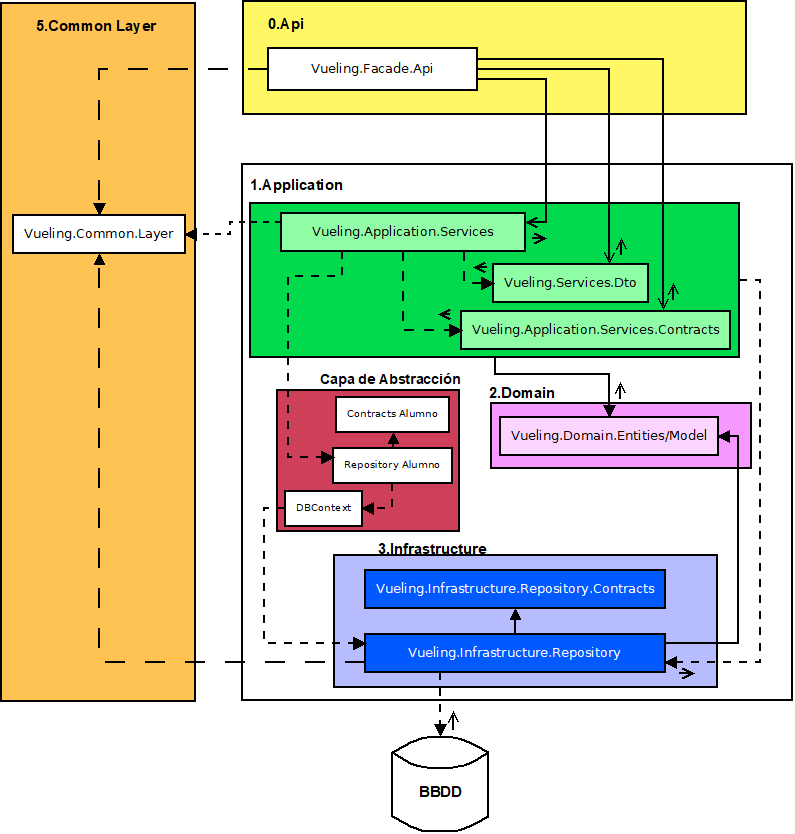 5.Common Layer
0.Api
Vueling.Facade.Api
1.Application
Vueling.Common.Layer
Vueling.Application.Services
Vueling.Services.Dto
Vueling.Application.Services.Contracts
Capa de Abstracción
2.Domain
Contracts Alumno
Vueling.Domain.Entities/Model
Repository Alumno
DBContext
3.Infrastructure
Vueling.Infrastructure.Repository.Contracts
Vueling.Infrastructure.Repository
BBDD